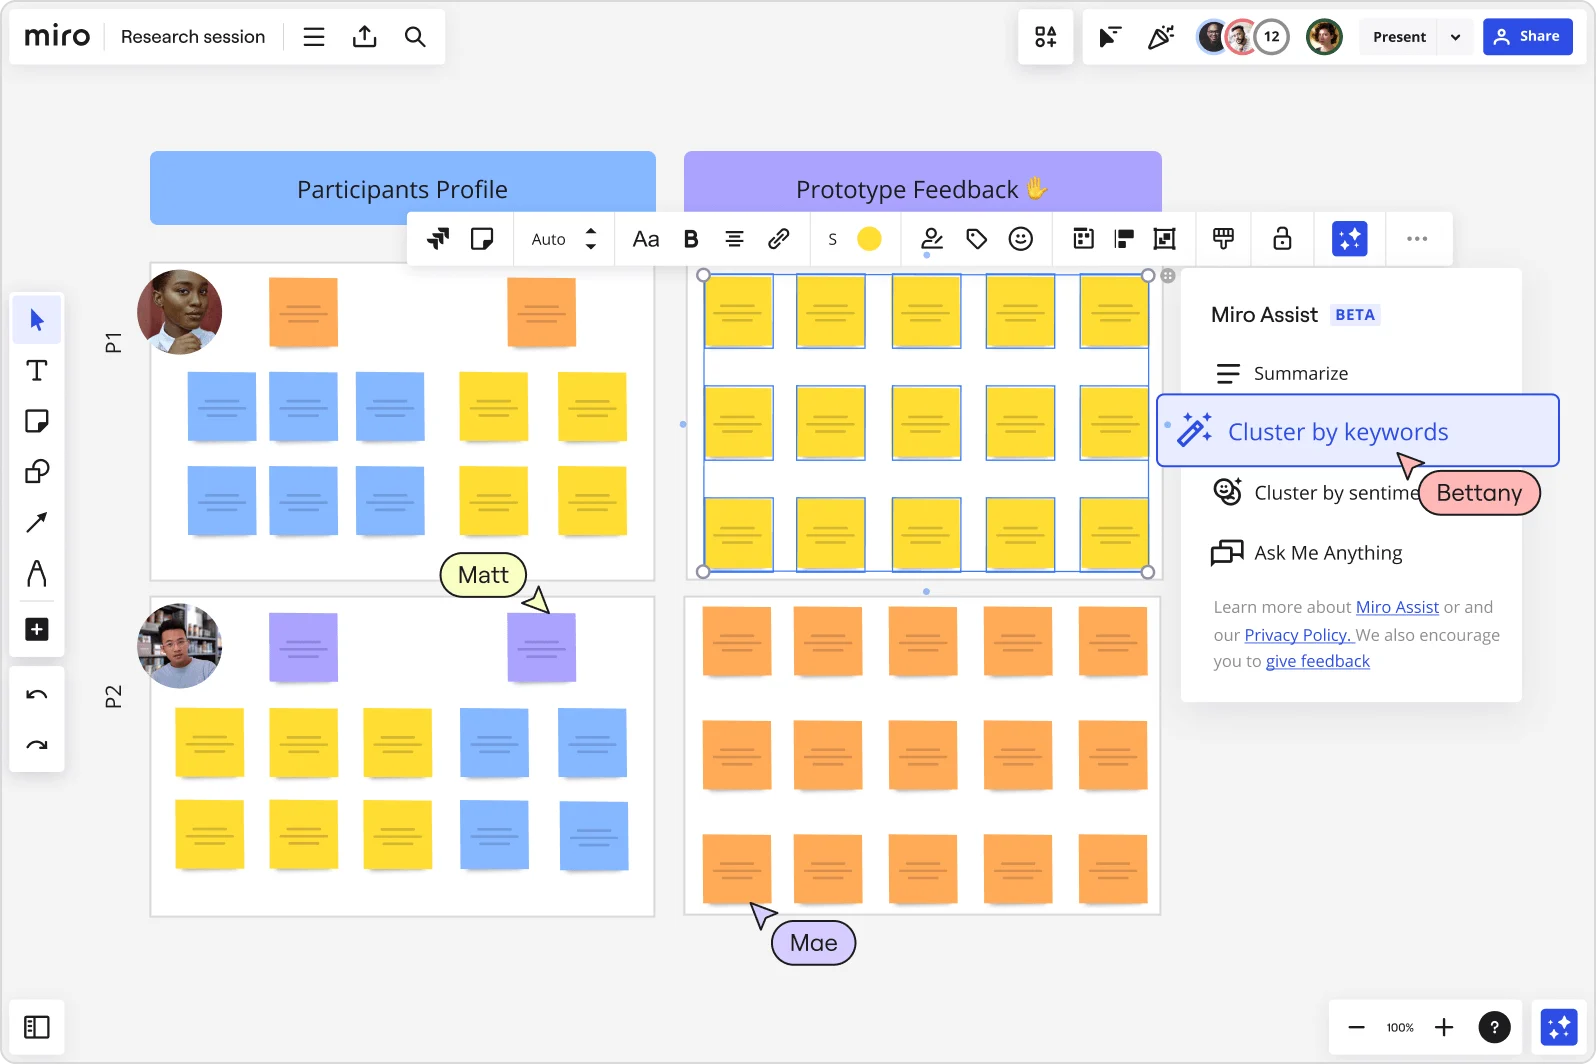 miro
Research session
12
Present
Share
Participants Profile
Prototype Feedback ✋
Auto
Aa
B
S
P1
Miro Assist BETA
Summarize
Cluster by keywords
Cluster by sentime
Bettany
Ask Me Anything
Learn more about Miro Assist or and
our Privacy Policy. We also encourage
you to give feedback
Matt
P2
Mae
100%
?